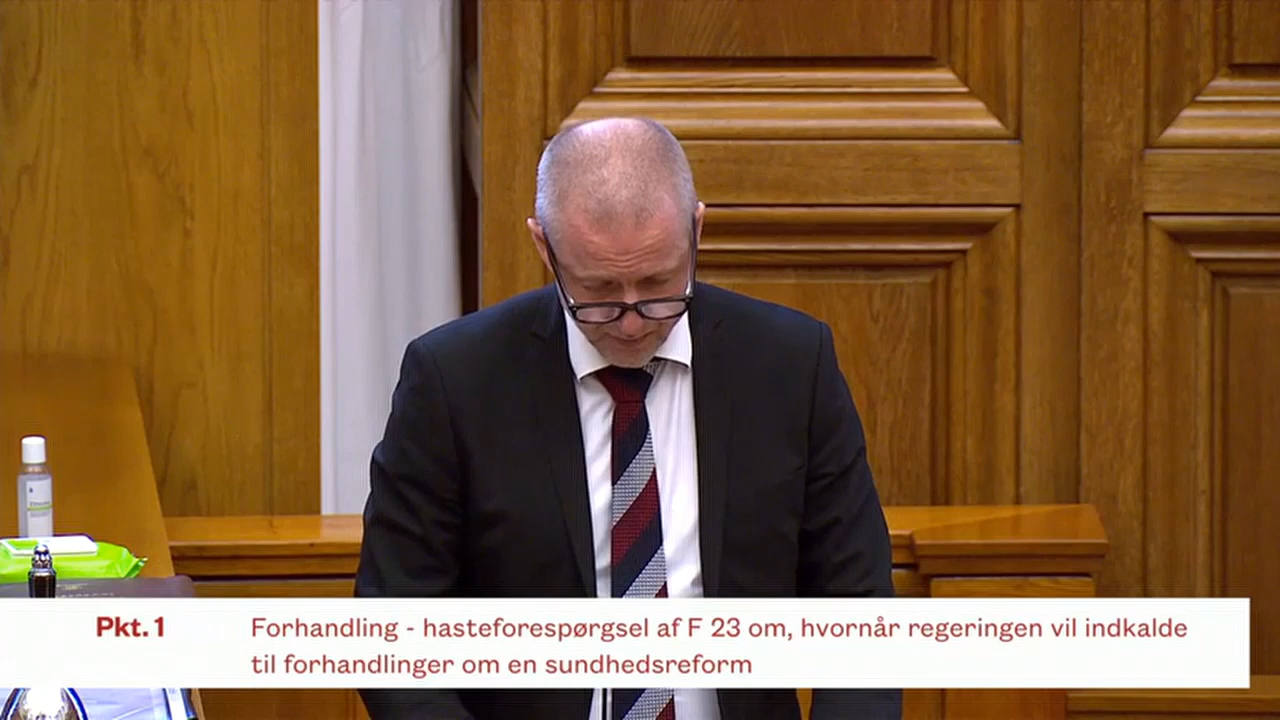 Pkt. 1
Forhandling - hasteforespørgsel af F 23 om, hvornår regeringen vil indkalde
til forhandlinger om en sundhedsreform